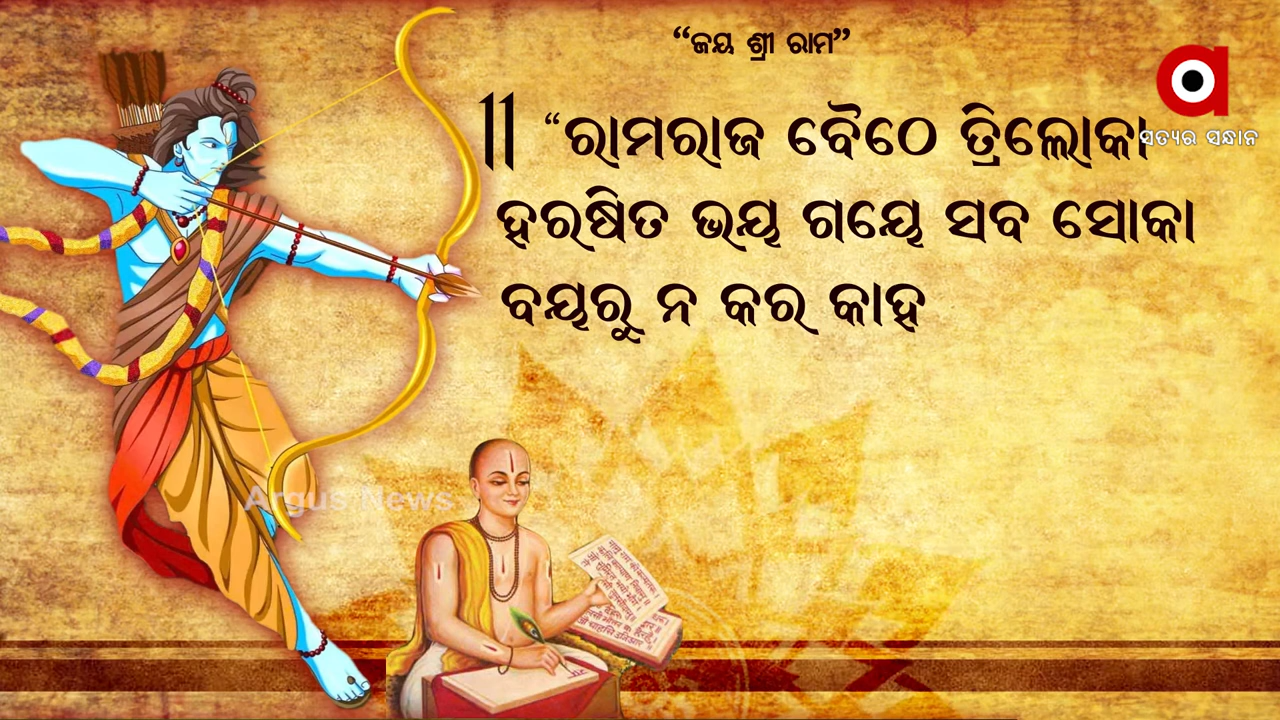 “ଜୟ ଶ୍ରୀ ରାମ”
|| “ରାମରାଜ ବୈଠେ ତ୍ରିଲୋକା
ସତ୍ୟର ସନ୍ଧାନ
ହରଷିତ ଭୟ ଗୟେ ସବ ସୋକା
ବୟରୁ ନ କର କାହ
Argus News